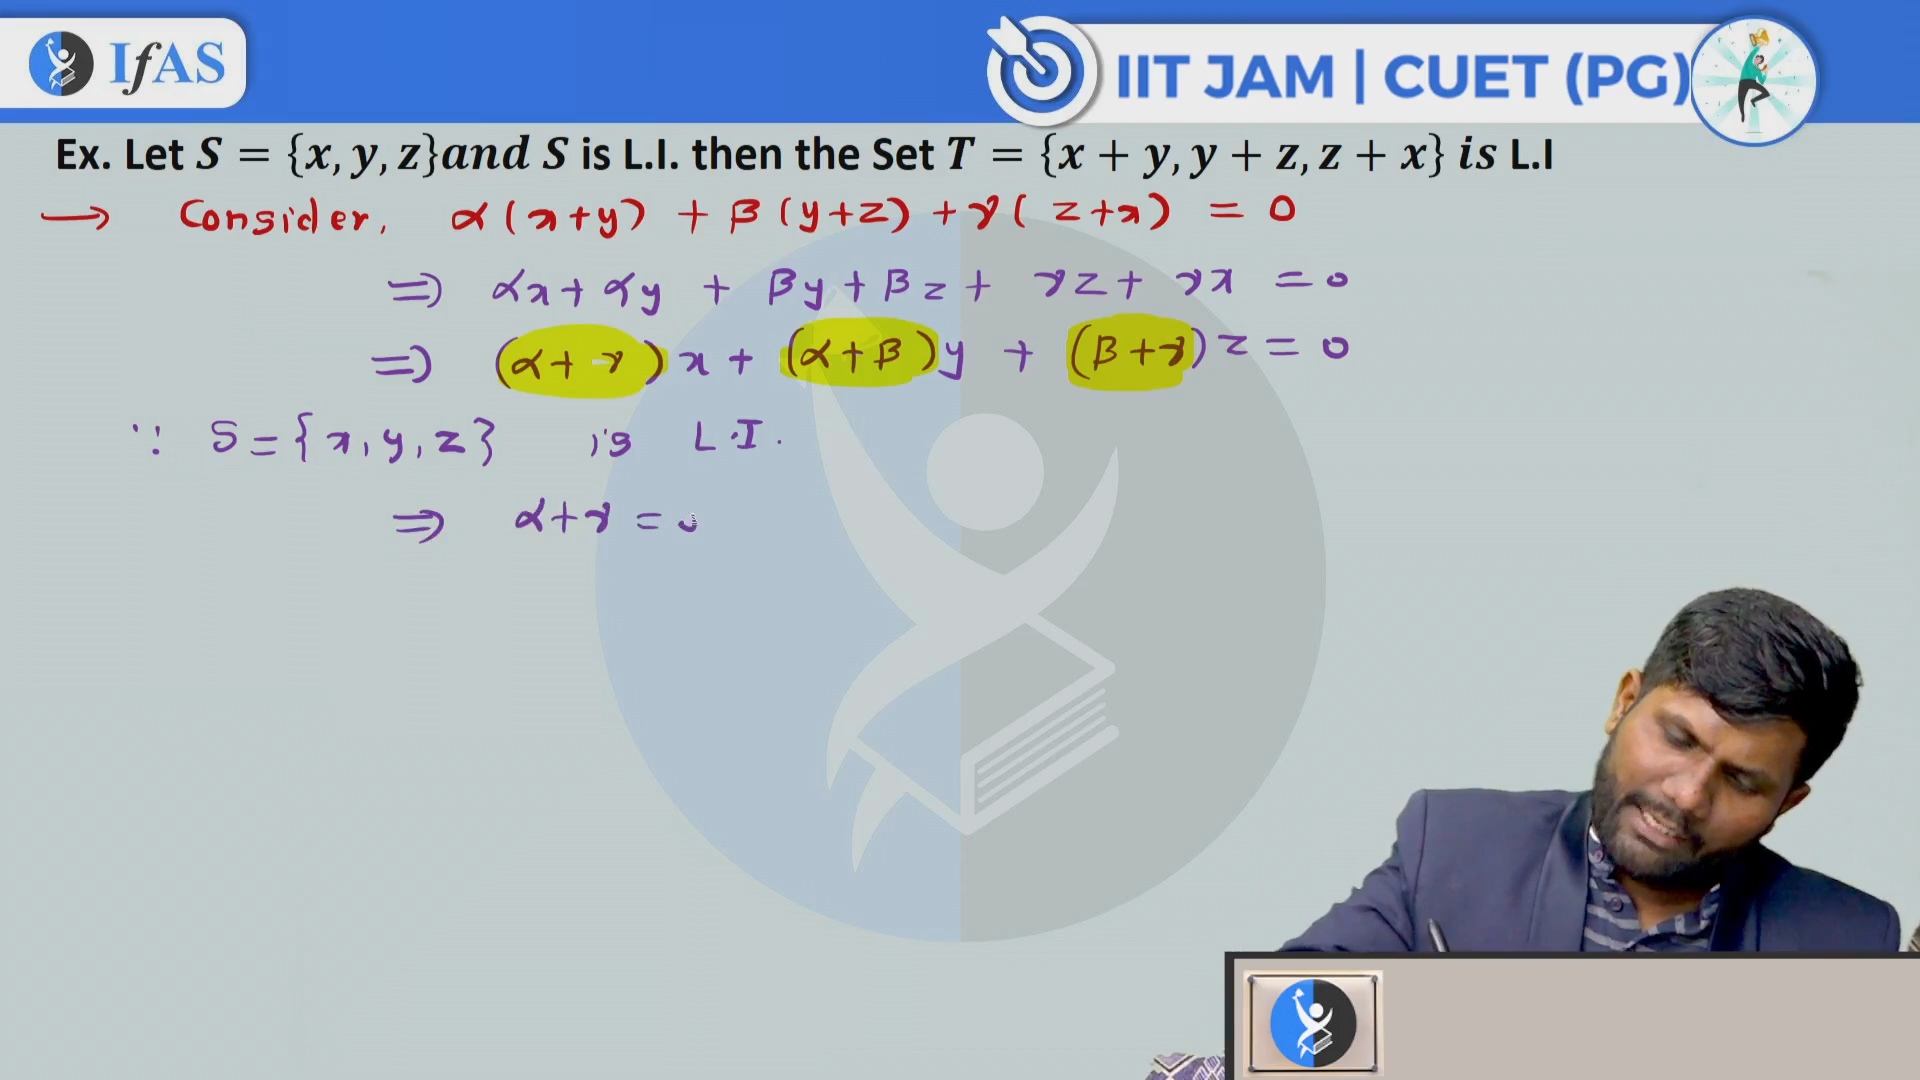 IfAS
IIT JAM | CUET (PG)
Ex. Let S = {x, y, z}and S is L.I. then the Set T = {x + y, y + z, z + x} is L.I
→ Consider, α(x+y) + β(y+z) + γ(z+x) = 0
⇒ αx + αy + βy + βz + γz + γx = 0
⇒ (α+γ)x + (α+β)y + (β+γ)z = 0
∵ S = {x, y, z} is L.I.
⇒ α+γ = 0